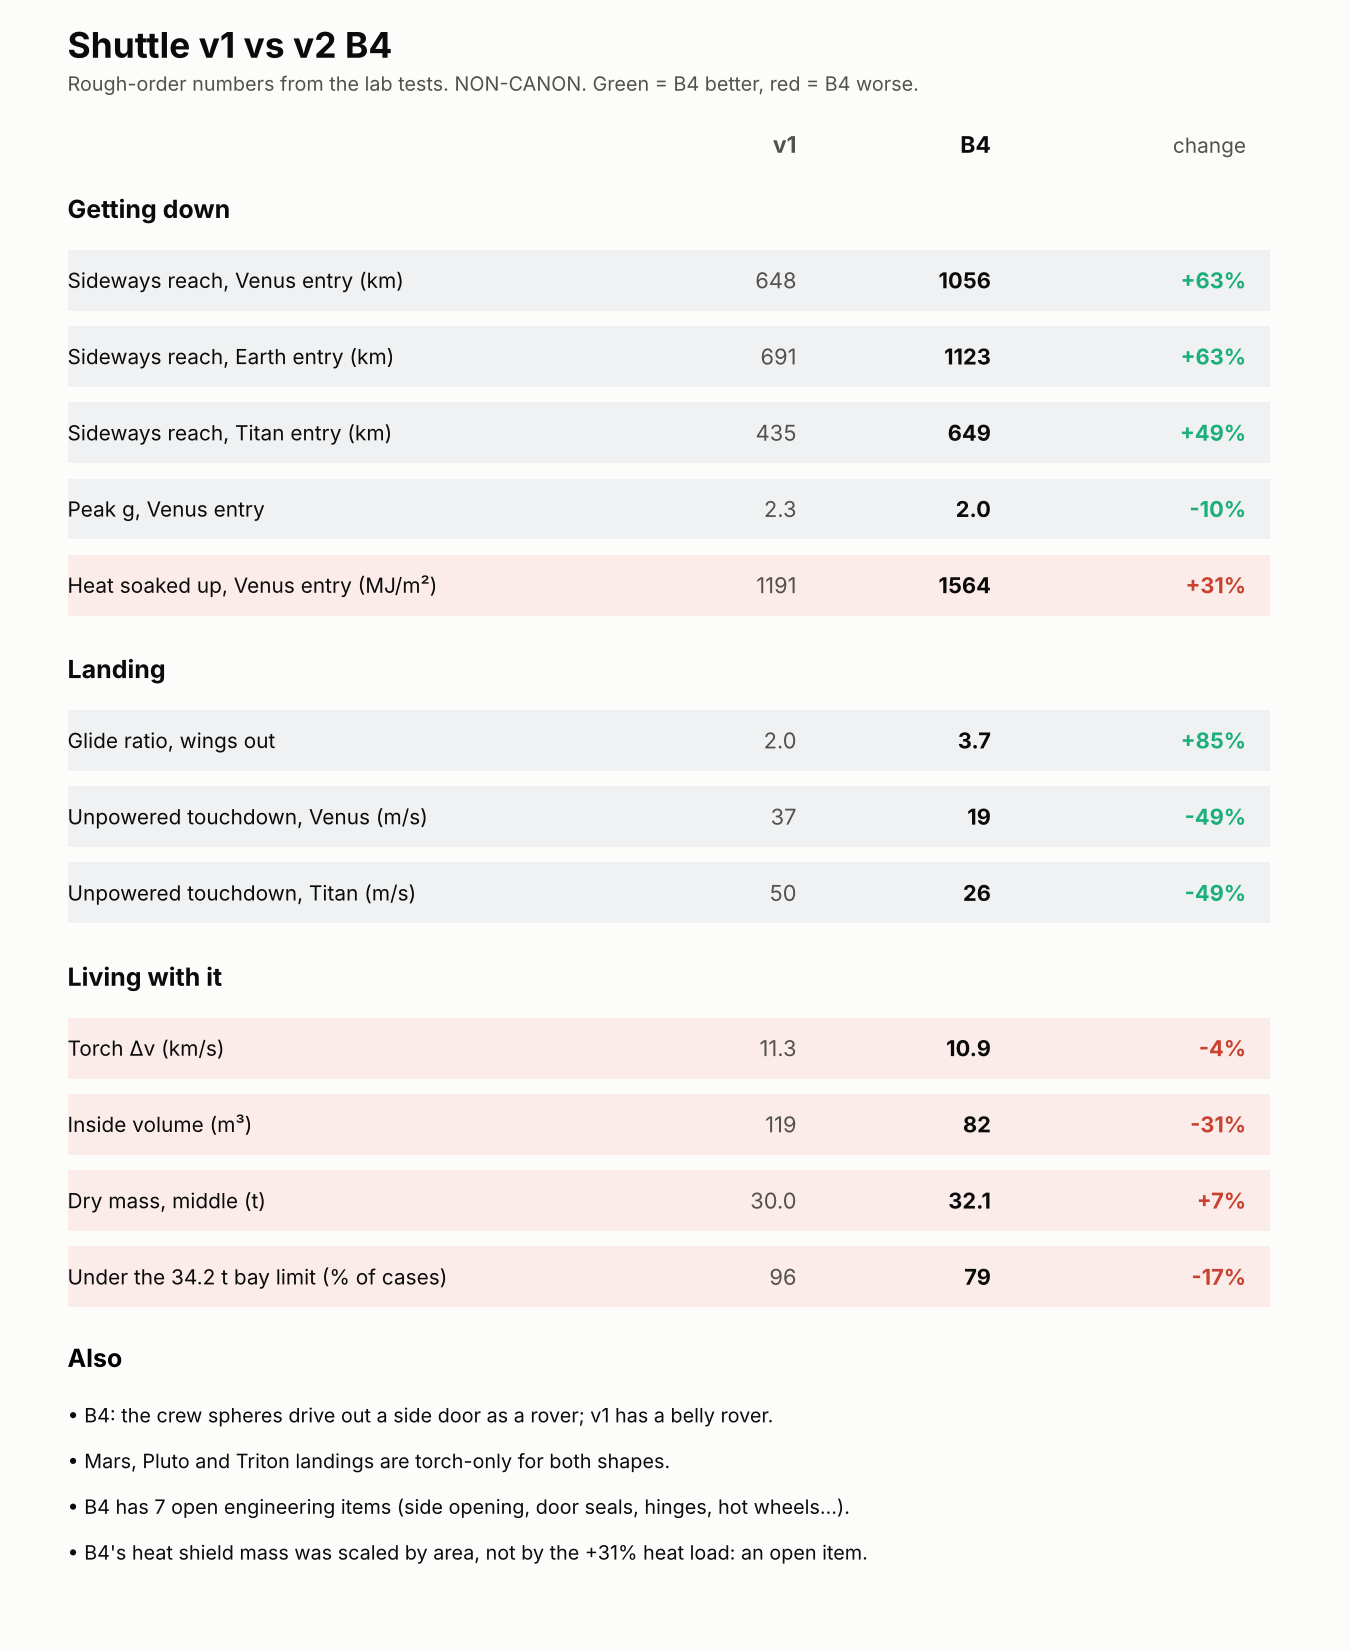 Shuttle v1 vs v2 B4
Rough-order numbers from the lab tests. NON-CANON. Green = B4 better, red = B4 worse.
v1 B4 change
Getting down
Sideways reach, Venus entry (km) 648 1056 +63%
Sideways reach, Earth entry (km) 691 1123 +63%
Sideways reach, Titan entry (km) 435 649 +49%
Peak g, Venus entry 2.3 2.0 -10%
Heat soaked up, Venus entry (MJ/m²) 1191 1564 +31%
Landing
Glide ratio, wings out 2.0 3.7 +85%
Unpowered touchdown, Venus (m/s) 37 19 -49%
Unpowered touchdown, Titan (m/s) 50 26 -49%
Living with it
Torch Δv (km/s) 11.3 10.9 -4%
Inside volume (m³) 119 82 -31%
Dry mass, middle (t) 30.0 32.1 +7%
Under the 34.2 t bay limit (% of cases) 96 79 -17%
Also
• B4: the crew spheres drive out a side door as a rover; v1 has a belly rover.
• Mars, Pluto and Triton landings are torch-only for both shapes.
• B4 has 7 open engineering items (side opening, door seals, hinges, hot wheels...).
• B4's heat shield mass was scaled by area, not by the +31% heat load: an open item.